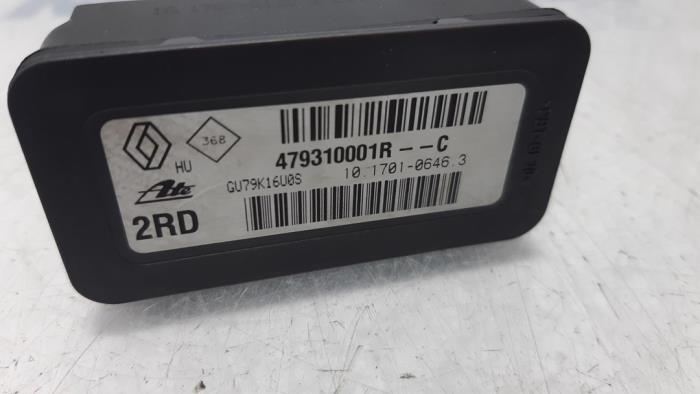 368
HU
479310001R--C
Ate
GU79K16U0S
10.1701-0646.3
2RD